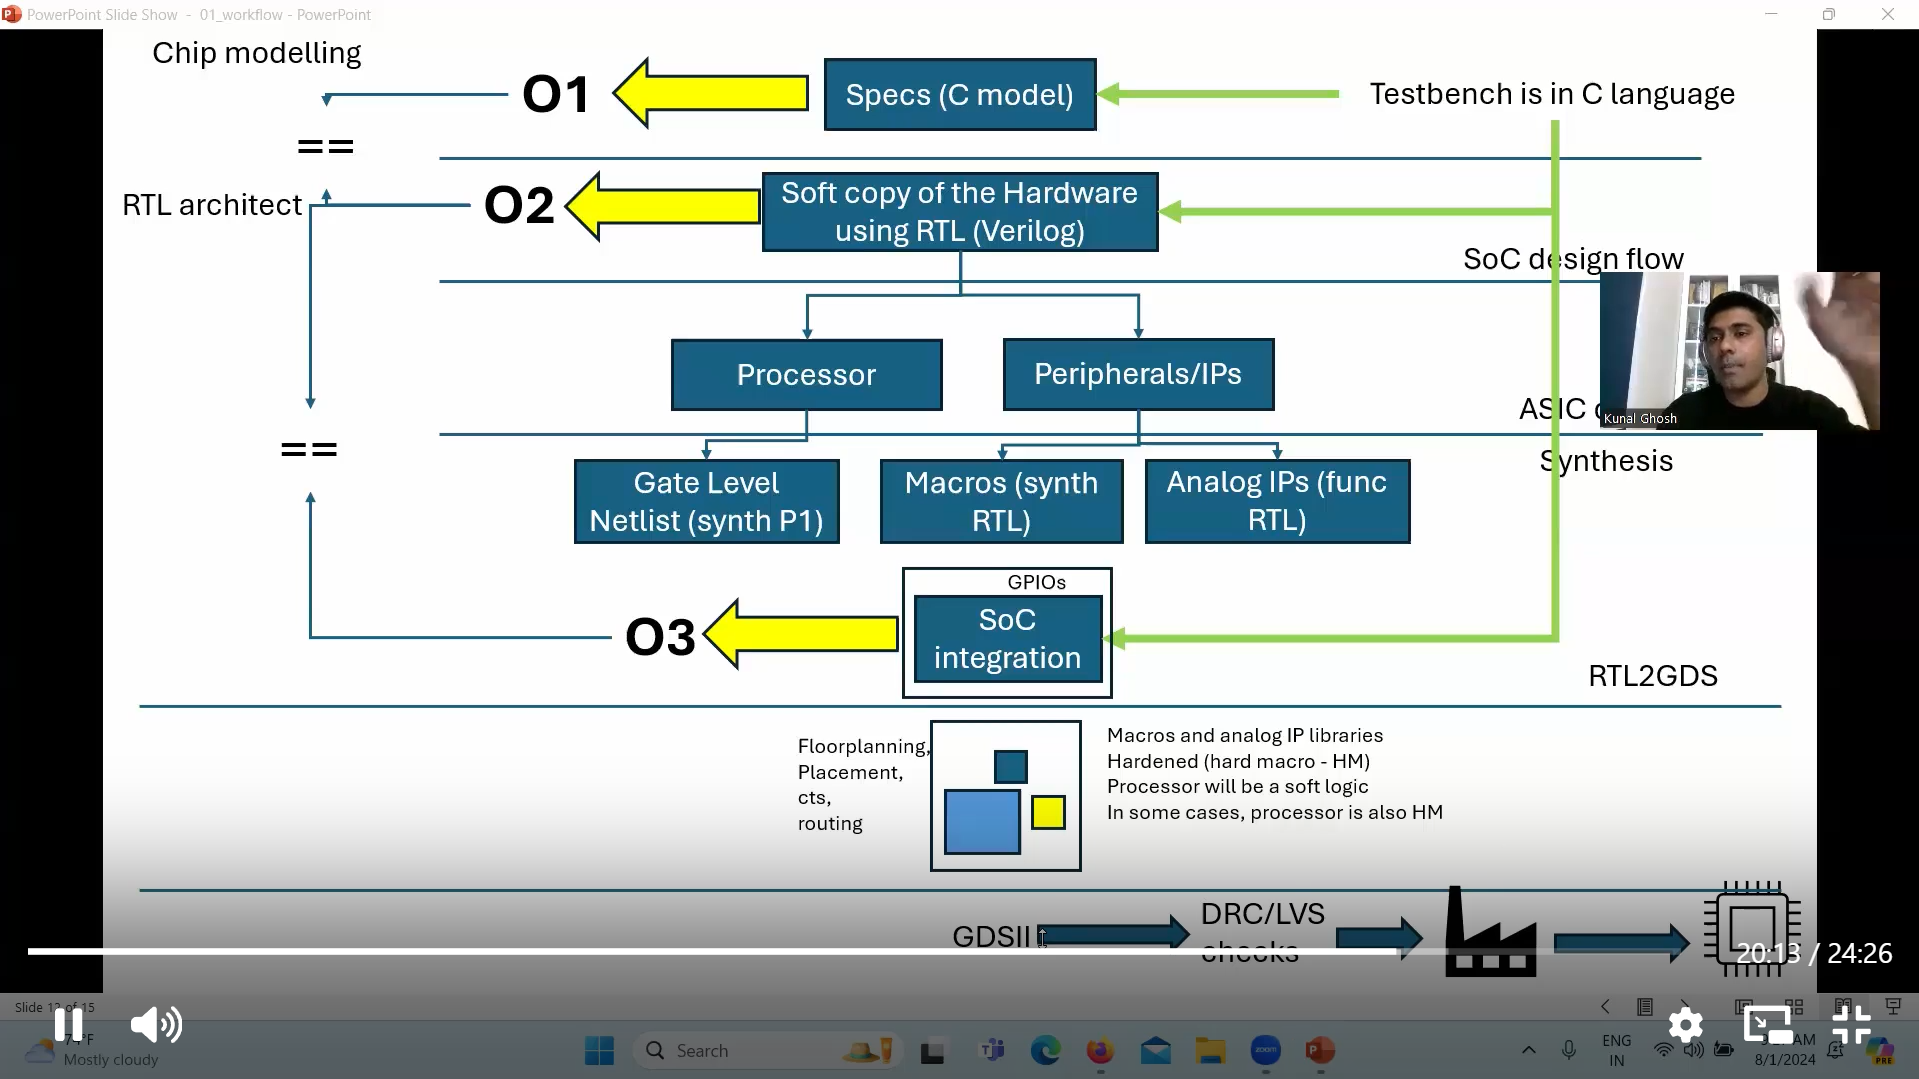 PowerPoint Slide Show - 01_workflow - PowerPoint
Chip modelling
O1
Specs (C model)
Testbench is in C language
==
RTL architect
O2
Soft copy of the Hardware
using RTL (Verilog)
SoC design flow
Processor
Peripherals/IPs
ASIC
Kunal Ghosh
==
Synthesis
Gate Level
Netlist (synth P1)
Macros (synth
RTL)
Analog IPs (func
RTL)
GPIOs
SoC
integration
O3
RTL2GDS
Floorplanning,
Placement,
cts,
routing
Macros and analog IP libraries
Hardened (hard macro - HM)
Processor will be a soft logic
In some cases, processor is also HM
GDSII
DRC/LVS
checks
20:13 / 24:26
Slide 12 of 15
74°F
Mostly cloudy
Search
zoom
ENG
IN
AM
8/1/2024
PRE